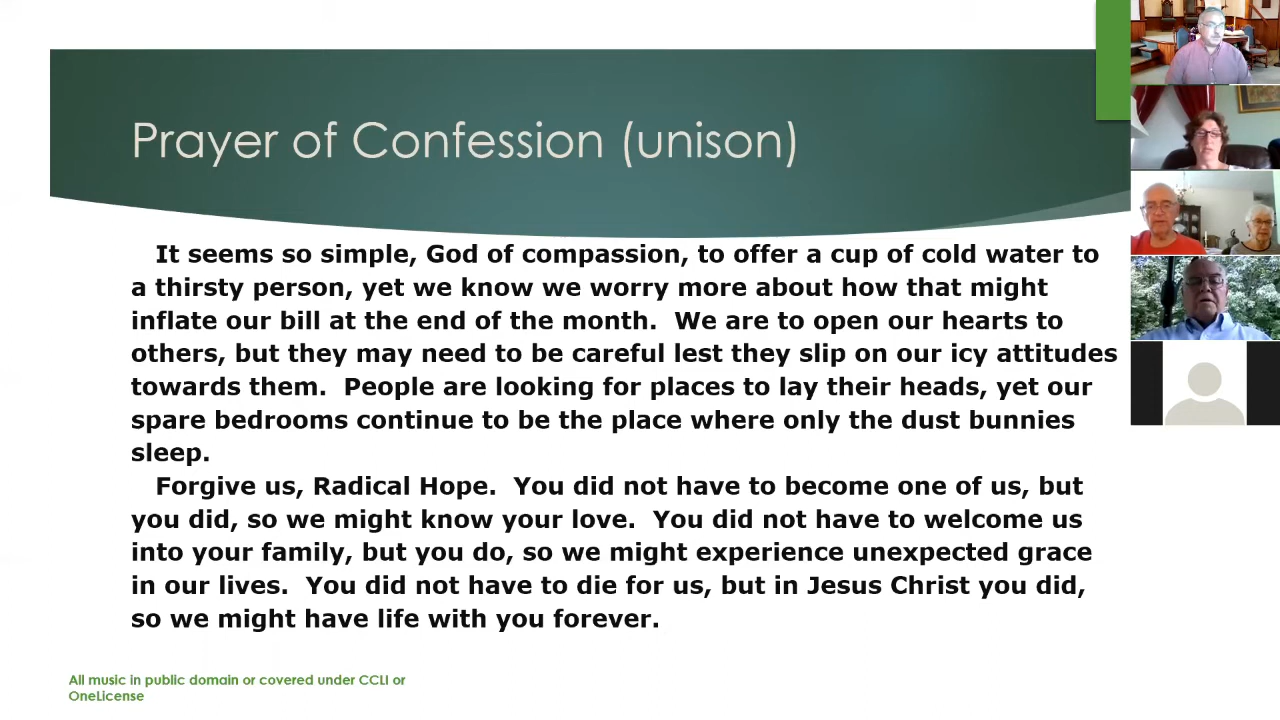 Prayer of Confession (unison)
It seems so simple, God of compassion, to offer a cup of cold water to
a thirsty person, yet we know we worry more about how that might
inflate our bill at the end of the month.  We are to open our hearts to
others, but they may need to be careful lest they slip on our icy attitudes
towards them.  People are looking for places to lay their heads, yet our
spare bedrooms continue to be the place where only the dust bunnies
sleep.
Forgive us, Radical Hope.  You did not have to become one of us, but
you did, so we might know your love.  You did not have to welcome us
into your family, but you do, so we might experience unexpected grace
in our lives.  You did not have to die for us, but in Jesus Christ you did,
so we might have life with you forever.
All music in public domain or covered under CCLI or
OneLicense